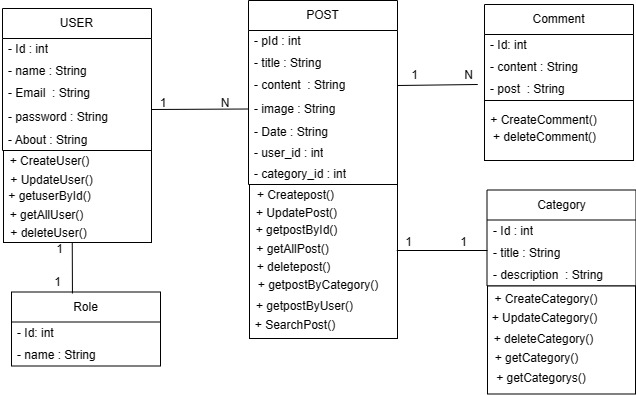 USER
- Id : int
- name : String
- Email : String
- password : String
- About : String
+ CreateUser()
+ UpdateUser()
+ getuserById()
+ getAllUser()
+ deleteUser()
1
N
1
1
Role
- Id: int
- name : String
POST
- pId : int
- title : String
- content : String
- image : String
- Date : String
- user_id : int
- category_id : int
+ Createpost()
+ UpdatePost()
+ getpostById()
+ getAllPost()
+ deletepost()
+ getpostByCategory()
+ getpostByUser()
+ SearchPost()
1
N
1
1
Comment
- Id: int
- content : String
- post : String
+ CreateComment()
+ deleteComment()
Category
- Id : int
- title : String
- description : String
+ CreateCategory()
+ UpdateCategory()
+ deleteCategory()
+ getCategory()
+ getCategorys()